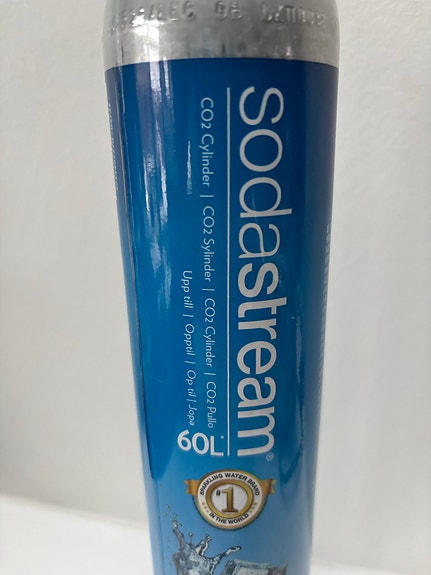 sodastream®
CO2 Cylinder | CO2 Sylinder | CO2 Cylinder | CO2 Pullo
Upp till | Opptil | Op til | Jopa
60L*
#1
SPARKLING WATER BRAND
IN THE WORLD